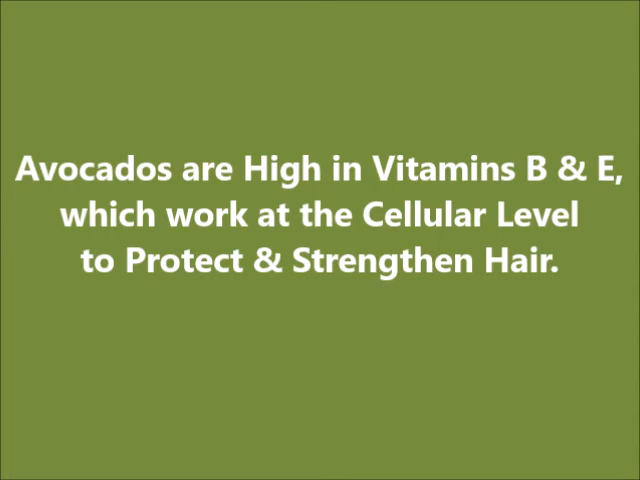 Avocados are High in Vitamins B & E,
which work at the Cellular Level
to Protect & Strengthen Hair.